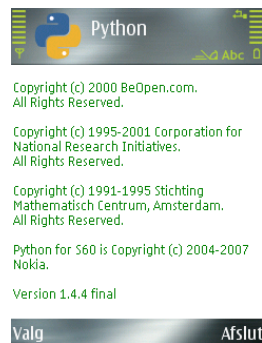 Python
Abc
Copyright (c) 2000 BeOpen.com.
All Rights Reserved.
Copyright (c) 1995-2001 Corporation for
National Research Initiatives.
All Rights Reserved.
Copyright (c) 1991-1995 Stichting
Mathematisch Centrum, Amsterdam.
All Rights Reserved.
Python for S60 is Copyright (c) 2004-2007
Nokia.
Version 1.4.4 final
Valg Afslut